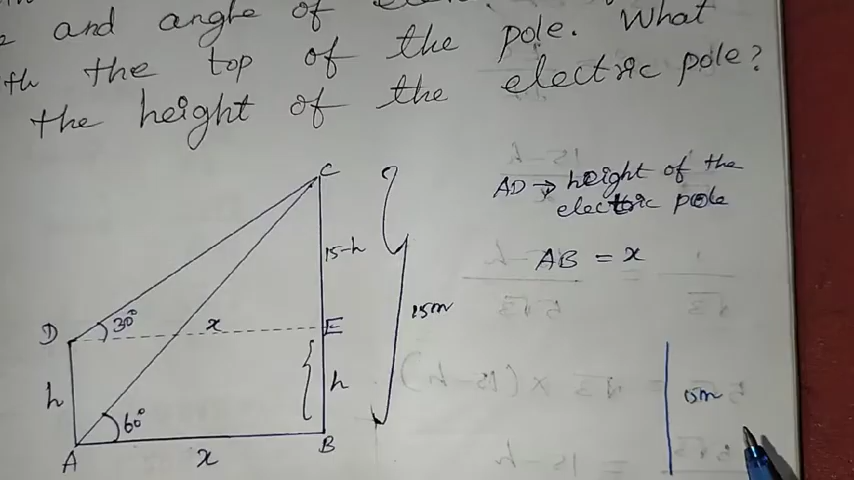 and angle of
pole. What
the top of the
the height of the electric pole?
C
AD → height of the
electric pole
15-h
AB = x
D
30°
x
E
15m
h
h
15m
60°
A
x
B